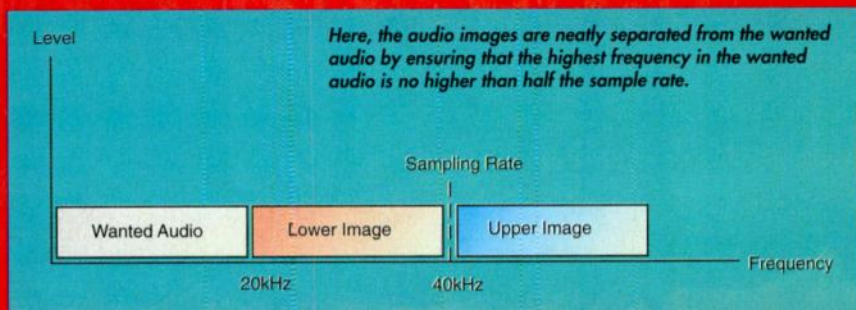 Level
Here, the audio images are neatly separated from the wanted
audio by ensuring that the highest frequency in the wanted
audio is no higher than half the sample rate.
Sampling Rate
Wanted Audio
Lower Image
Upper Image
Frequency
20kHz
40kHz